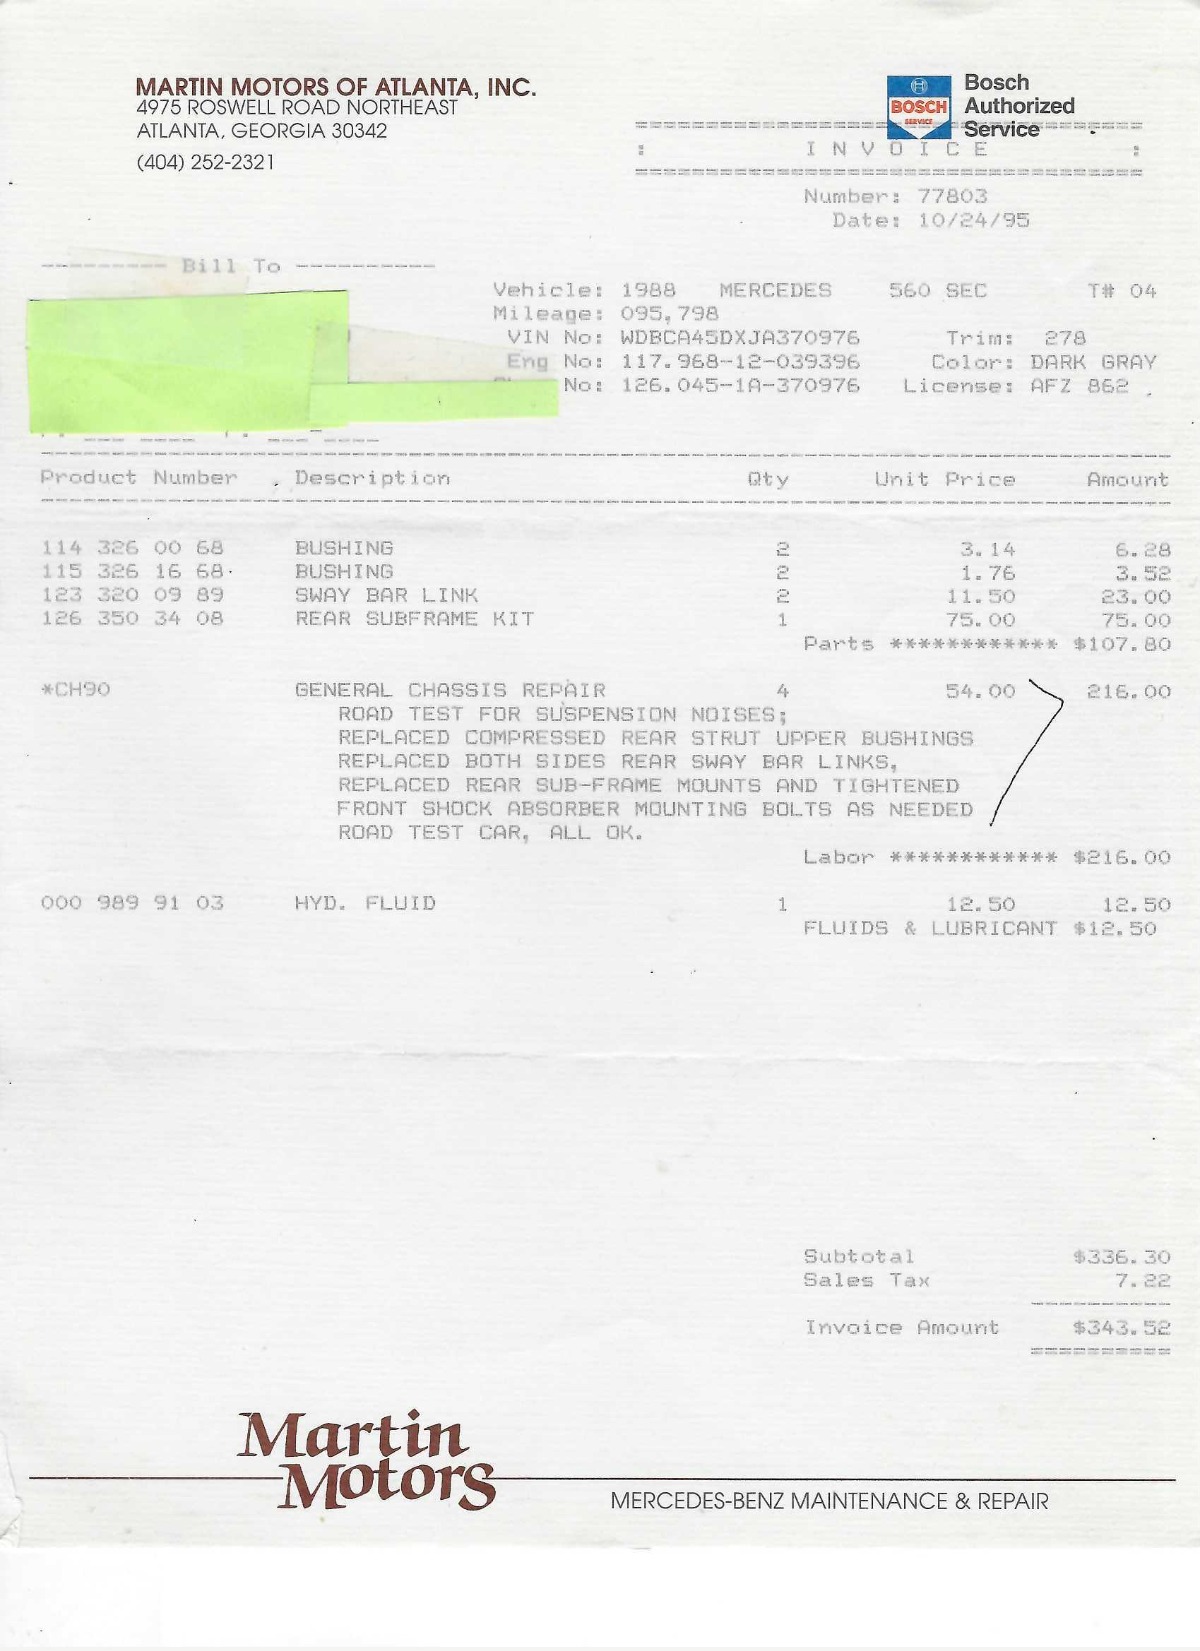 MARTIN MOTORS OF ATLANTA, INC.
4975 ROSWELL ROAD NORTHEAST
ATLANTA, GEORGIA 30342
(404) 252-2321
BOSCH
SERVICE
Bosch
Authorized
Service
: I N V O I C E :
Number: 77803
Date: 10/24/95
---------- Bill To ----------
Vehicle: 1988 MERCEDES 560 SEC T# 04
Mileage: 095,798
VIN No: WDBCA45DXJA370976 Trim: 278
Eng No: 117.968-12-039396 Color: DARK GRAY
No: 126.045-1A-370976 License: AFZ 862
Product Number Description Qty Unit Price Amount
114 326 00 68 BUSHING 2 3.14 6.28
115 326 16 68 BUSHING 2 1.76 3.52
123 320 09 89 SWAY BAR LINK 2 11.50 23.00
126 350 34 08 REAR SUBFRAME KIT 1 75.00 75.00
Parts ************ $107.80
*CH90 GENERAL CHASSIS REPAIR 4 54.00 216.00
ROAD TEST FOR SUSPENSION NOISES;
REPLACED COMPRESSED REAR STRUT UPPER BUSHINGS
REPLACED BOTH SIDES REAR SWAY BAR LINKS,
REPLACED REAR SUB-FRAME MOUNTS AND TIGHTENED
FRONT SHOCK ABSORBER MOUNTING BOLTS AS NEEDED
ROAD TEST CAR, ALL OK.
Labor ************ $216.00
000 989 91 03 HYD. FLUID 1 12.50 12.50
FLUIDS & LUBRICANT $12.50
Subtotal $336.30
Sales Tax 7.22
Invoice Amount $343.52
Martin
Motors
MERCEDES-BENZ MAINTENANCE & REPAIR